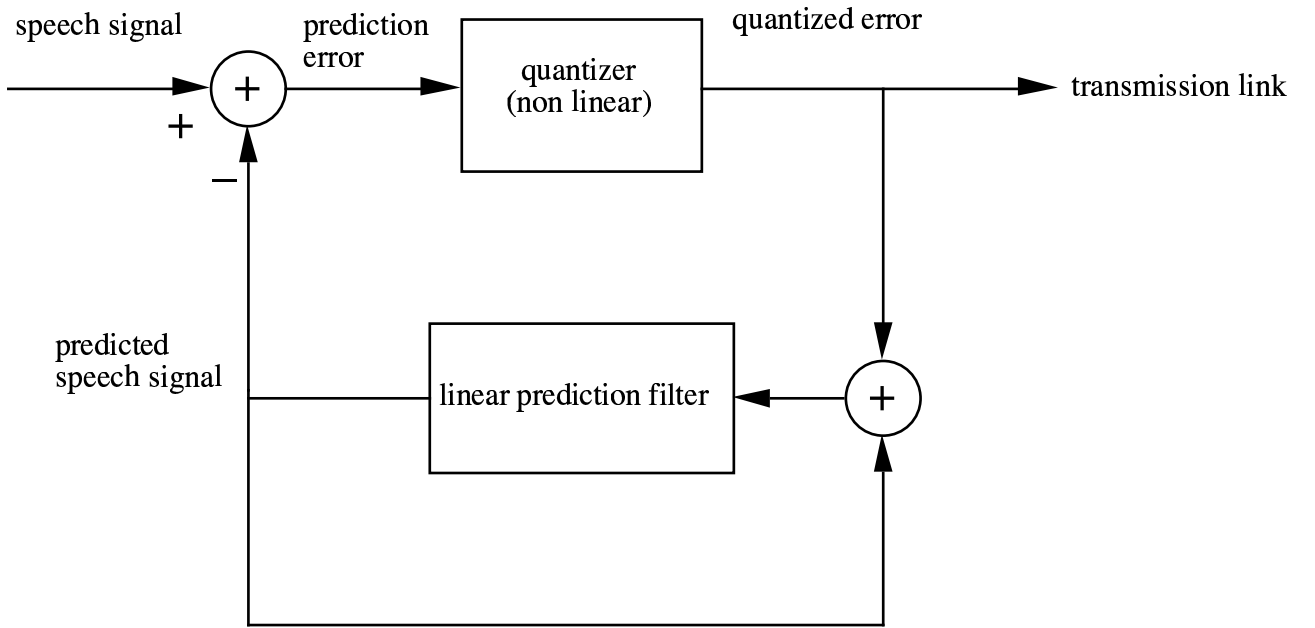 speech signal
prediction
error
quantized error
+
quantizer
(non linear)
transmission link
+
−
predicted
speech signal
linear prediction filter
+